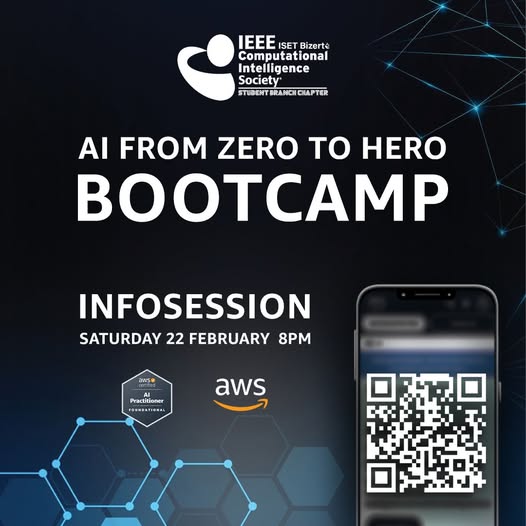 IEEE ISET Bizerte
Computational
Intelligence
Society
STUDENT BRANCH CHAPTER
AI FROM ZERO TO HERO
BOOTCAMP
INFOSESSION
SATURDAY 22 FEBRUARY 8PM
aws
certified
AI
Practitioner
FOUNDATIONAL
aws